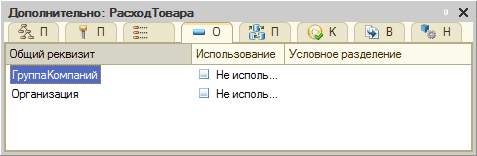 Дополнительно: РасходТовара
П П О П К В Н
Общий реквизит Использование Условное разделение
ГруппаКомпаний Не исполь...
Организация Не исполь...